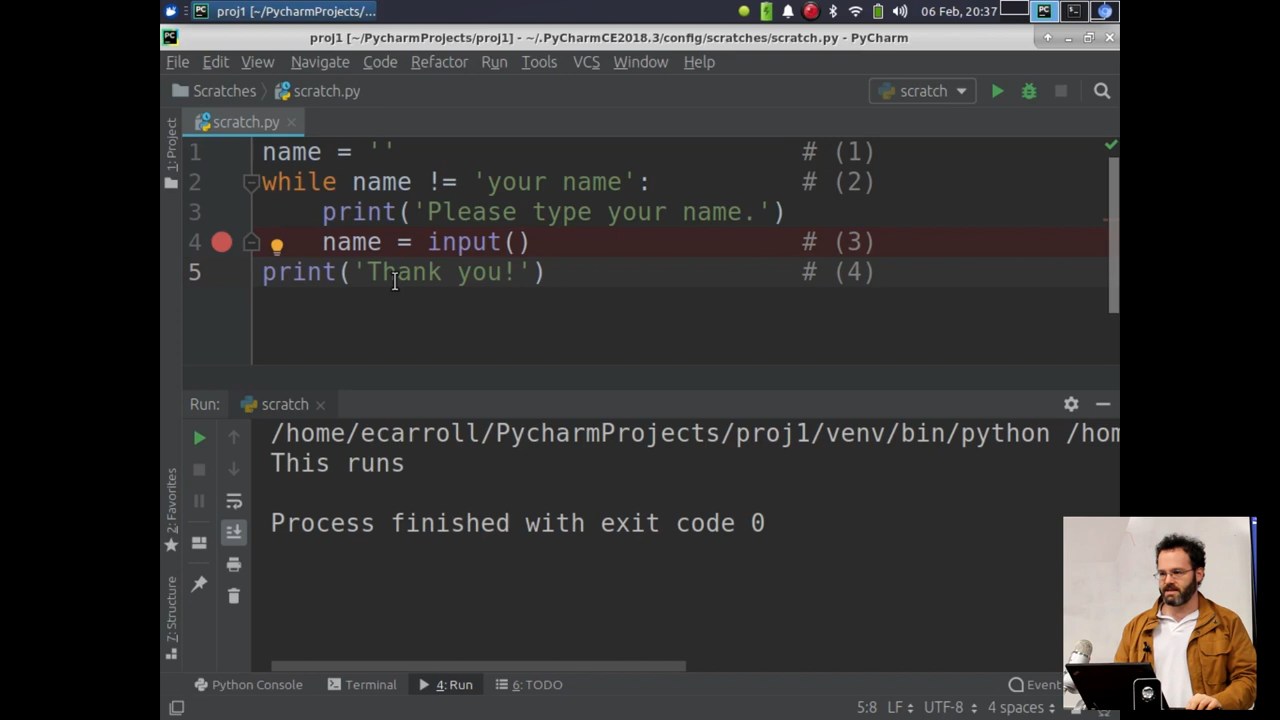 proj1 [~/PycharmProjects/...
06 Feb, 20:37
proj1 [~/PycharmProjects/proj1] - ~/.PyCharmCE2018.3/config/scratches/scratch.py - PyCharm
File Edit View Navigate Code Refactor Run Tools VCS Window Help
Scratches scratch.py
scratch
scratch.py
1: Project
1 name = '' # (1)
2 while name != 'your name': # (2)
3 print('Please type your name.')
4 name = input() # (3)
5 print('Thank you!') # (4)
Run: scratch
/home/ecarroll/PycharmProjects/proj1/venv/bin/python /hom
This runs
Process finished with exit code 0
2: Favorites
7: Structure
Python Console Terminal 4: Run 6: TODO Event
5:8 LF UTF-8 4 spaces